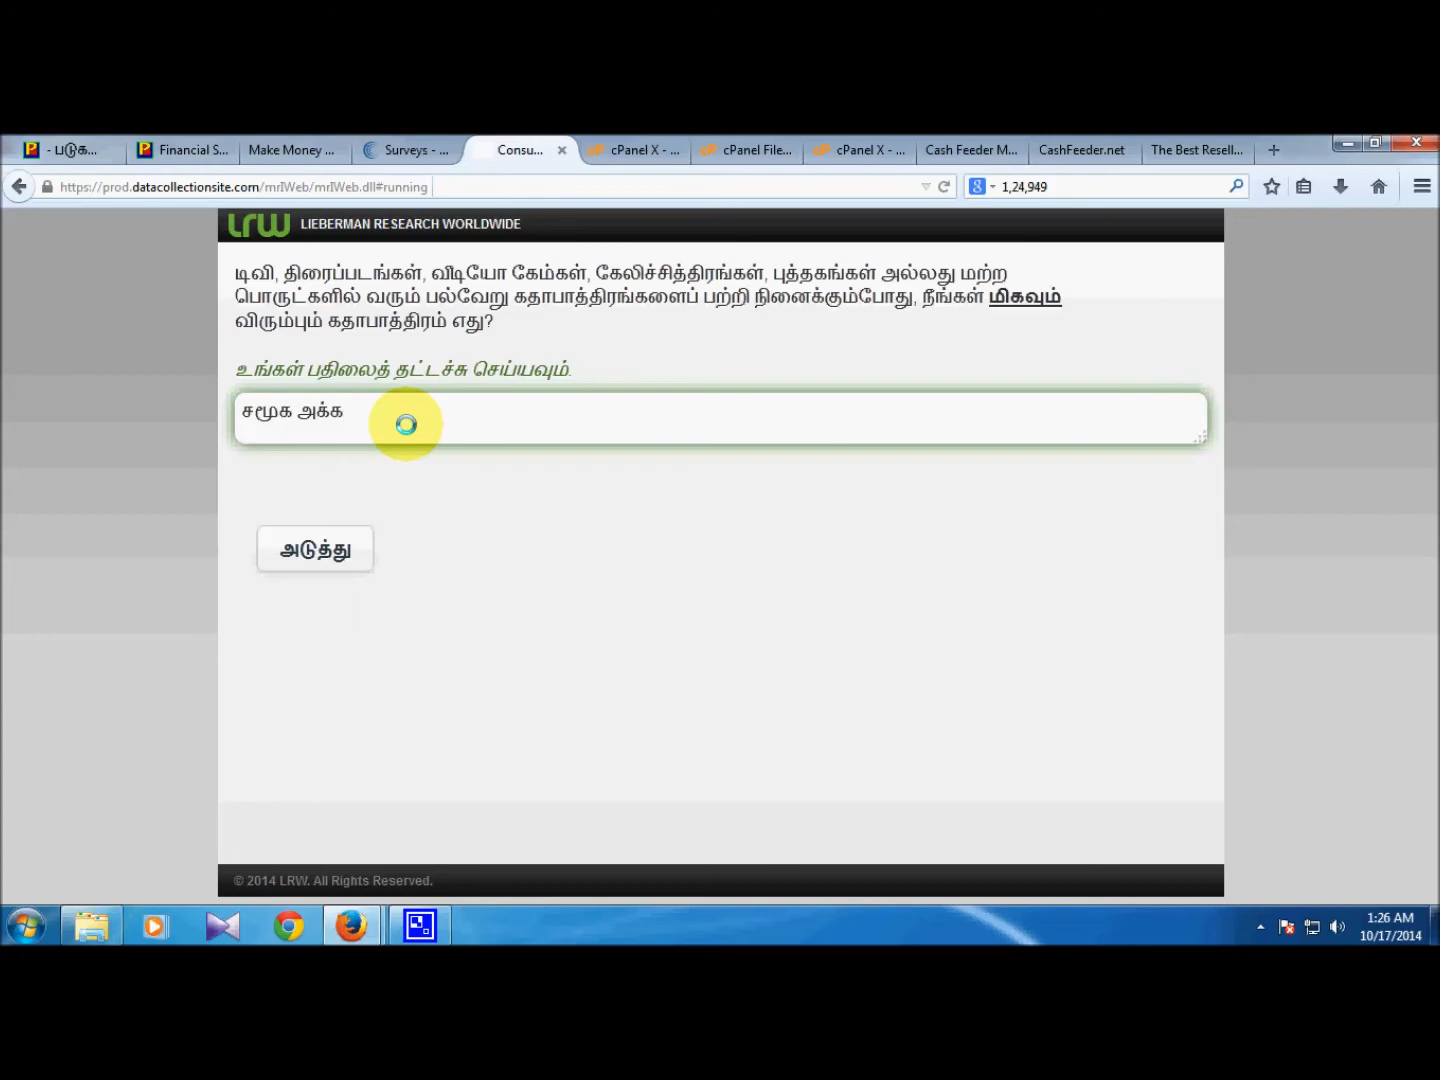 - படுக...
Financial S...
Make Money ...
Surveys - ...
Consu...
cPanel X - ...
cPanel File...
cPanel X - ...
Cash Feeder M...
CashFeeder.net
The Best Resell...
https://prod.datacollectionsite.com/mrIWeb/mrIWeb.dll#running
1,24,949
LRW LIEBERMAN RESEARCH WORLDWIDE
டிவி, திரைப்படங்கள், வீடியோ கேம்கள், கேலிச்சித்திரங்கள், புத்தகங்கள் அல்லது மற்ற
பொருட்களில் வரும் பல்வேறு கதாபாத்திரங்களைப் பற்றி நினைக்கும்போது, நீங்கள் மிகவும்
விரும்பும் கதாபாத்திரம் எது?
உங்கள் பதிலைத் தட்டச்சு செய்யவும்.
சமூக அக்க
அடுத்து
© 2014 LRW. All Rights Reserved.
1:26 AM
10/17/2014